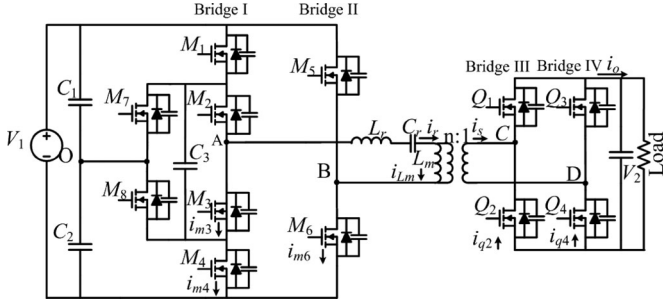 Bridge I Bridge II
M1
M5
C1 M7 M2
Bridge III Bridge IV io
Q1 Q3
V1 O A Lr Cr ir n:1 is C
C3 Lm
B iLm D V2 Load
M8 M3
im3
C2 M6
im6
Q2 Q4
iq2 iq4
M4
im4